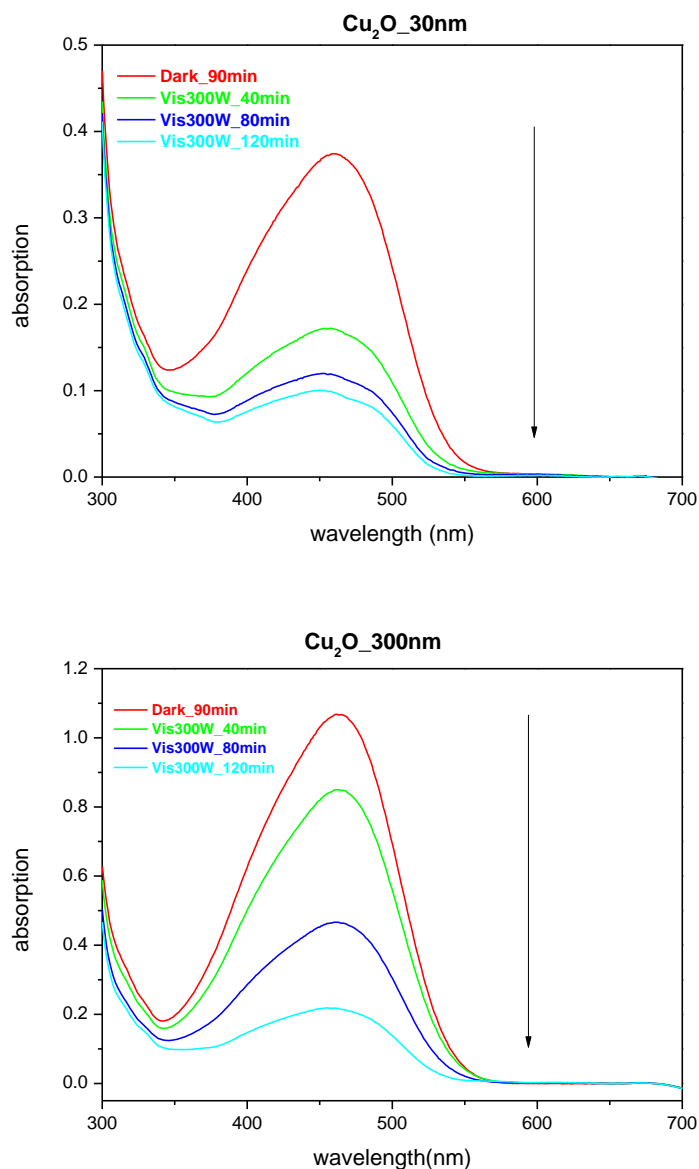 Cu₂O_30nm
0.5
0.4
0.3
0.2
0.1
0.0
absorption
Dark_90min
Vis300W_40min
Vis300W_80min
Vis300W_120min
300 400 500 600 700
wavelength (nm)
Cu₂O_300nm
1.2
1.0
0.8
0.6
0.4
0.2
0.0
absorption
Dark_90min
Vis300W_40min
Vis300W_80min
Vis300W_120min
300 400 500 600 700
wavelength(nm)